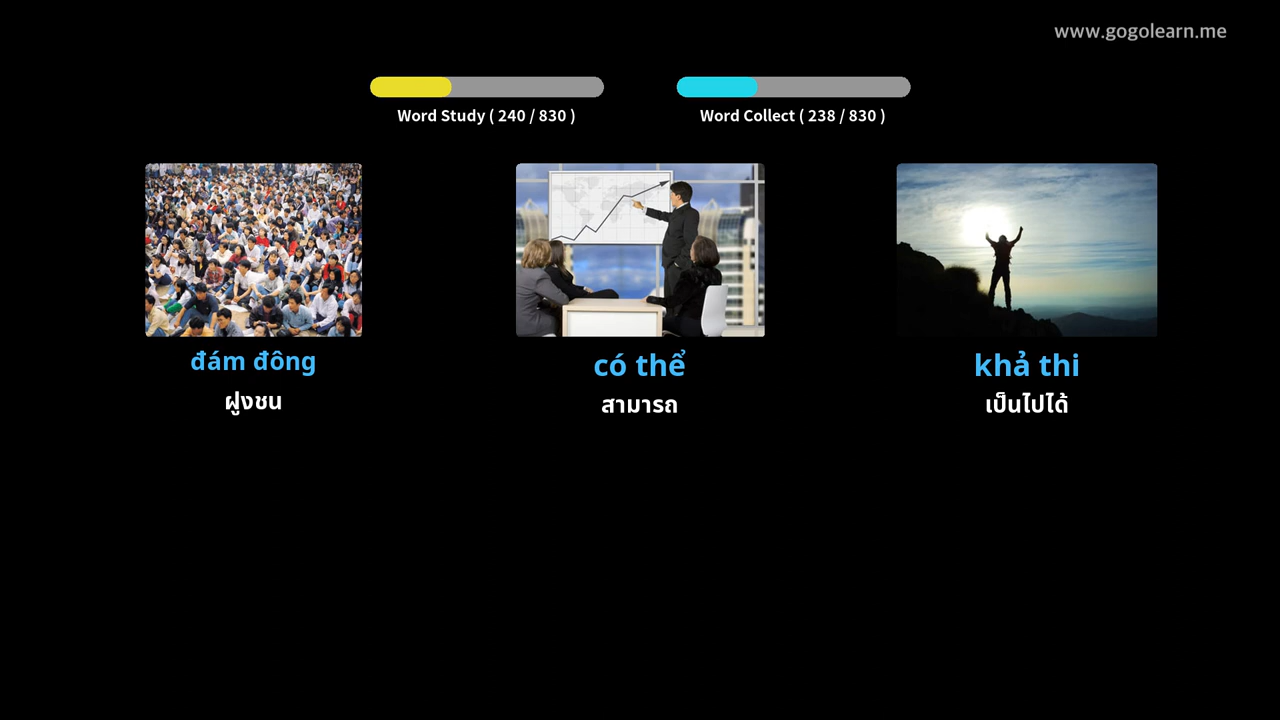 www.gogolearn.me
Word Study ( 240 / 830 )
Word Collect ( 238 / 830 )
đám đông
ฝูงชน
có thể
สามารถ
khả thi
เป็นไปได้